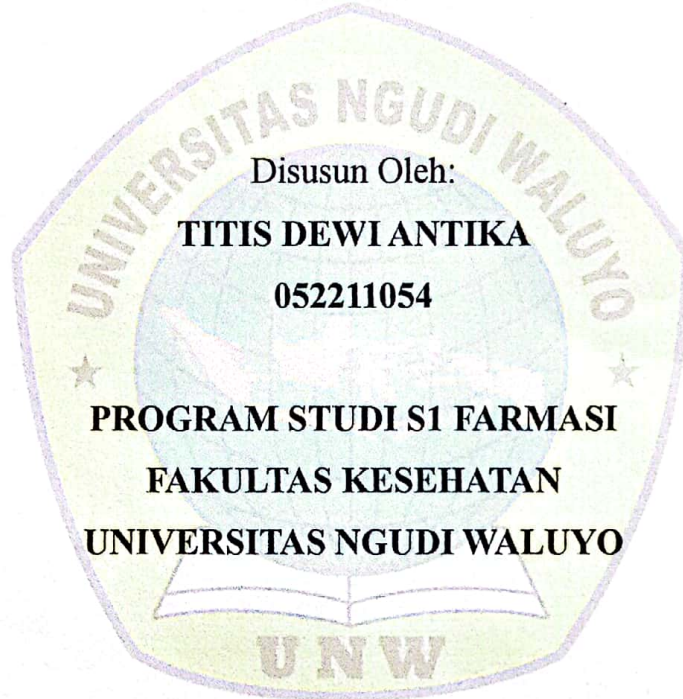 UNIVERSITAS NGUDI WALUYO
Disusun Oleh:
TITIS DEWI ANTIKA
052211054
PROGRAM STUDI S1 FARMASI
FAKULTAS KESEHATAN
UNIVERSITAS NGUDI WALUYO
UNW